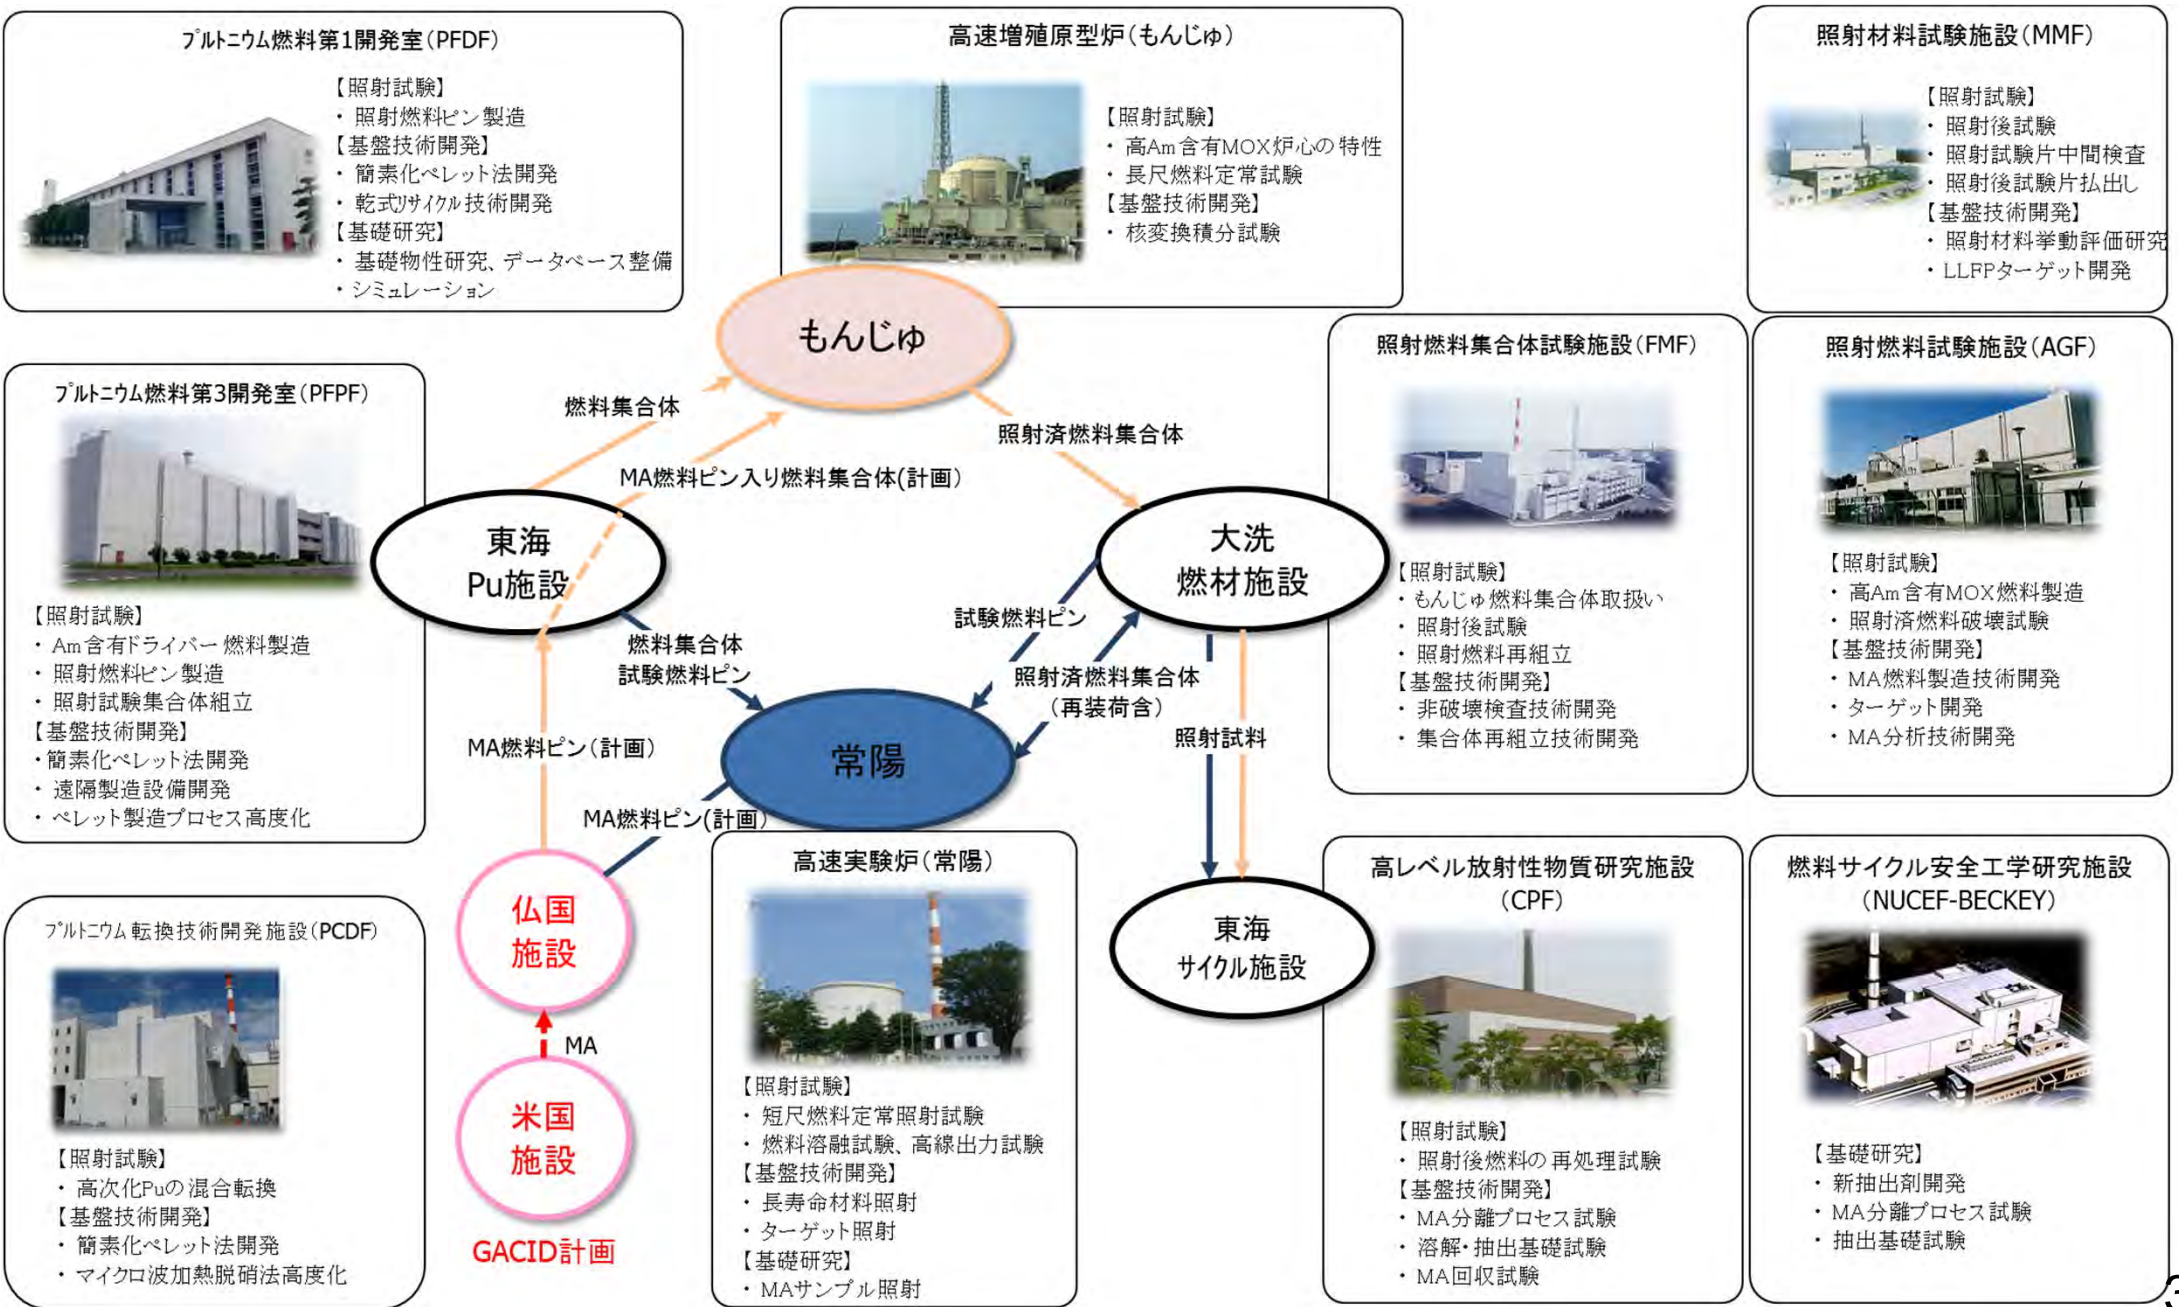 プルトニウム燃料第1開発室(PFDF)
【照射試験】
・ 照射燃料ピン製造
【基盤技術開発】
・ 簡素化ペレット法開発
・ 乾式リサイクル技術開発
【基礎研究】
・ 基礎物性研究、データベース整備
・ シミュレーション
高速増殖原型炉(もんじゅ)
【照射試験】
・ 高Am含有MOX炉心の特性
・ 長尺燃料定常試験
【基盤技術開発】
・ 核変換積分試験
照射材料試験施設(MMF)
【照射試験】
・ 照射後試験
・ 照射試験片中間検査
・ 照射後試験片払出し
【基盤技術開発】
・ 照射材料挙動評価研究
・ LLFPターゲット開発
プルトニウム燃料第3開発室(PFPF)
【照射試験】
・ Am含有ドライバー燃料製造
・ 照射燃料ピン製造
・ 照射試験集合体組立
【基盤技術開発】
・簡素化ペレット法開発
・ 遠隔製造設備開発
・ ペレット製造プロセス高度化
もんじゅ
燃料集合体
MA燃料ピン入り燃料集合体(計画)
照射済燃料集合体
東海
Pu施設
大洗
燃材施設
燃料集合体
試験燃料ピン
試験燃料ピン
照射済燃料集合体
(再装荷含)
常陽
MA燃料ピン(計画)
MA燃料ピン(計画)
照射試料
仏国
施設
MA
米国
施設
GACID計画
東海
サイクル施設
照射燃料集合体試験施設(FMF)
【照射試験】
・ もんじゅ燃料集合体取扱い
・ 照射後試験
・ 照射燃料再組立
【基盤技術開発】
・ 非破壊検査技術開発
・ 集合体再組立技術開発
照射燃料試験施設(AGF)
【照射試験】
・ 高Am含有MOX燃料製造
・ 照射済燃料破壊試験
【基盤技術開発】
・ MA燃料製造技術開発
・ ターゲット開発
・ MA分析技術開発
プルトニウム転換技術開発施設(PCDF)
【照射試験】
・ 高次化Puの混合転換
【基盤技術開発】
・ 簡素化ペレット法開発
・ マイクロ波加熱脱硝法高度化
高速実験炉(常陽)
【照射試験】
・ 短尺燃料定常照射試験
・ 燃料溶融試験、高線出力試験
【基盤技術開発】
・ 長寿命材料照射
・ ターゲット照射
【基礎研究】
・ MAサンプル照射
高レベル放射性物質研究施設
(CPF)
【照射試験】
・ 照射後燃料の再処理試験
【基盤技術開発】
・ MA分離プロセス試験
・ 溶解・抽出基礎試験
・ MA回収試験
燃料サイクル安全工学研究施設
(NUCEF-BECKEY)
【基礎研究】
・ 新抽出剤開発
・ MA分離プロセス試験
・ 抽出基礎試験